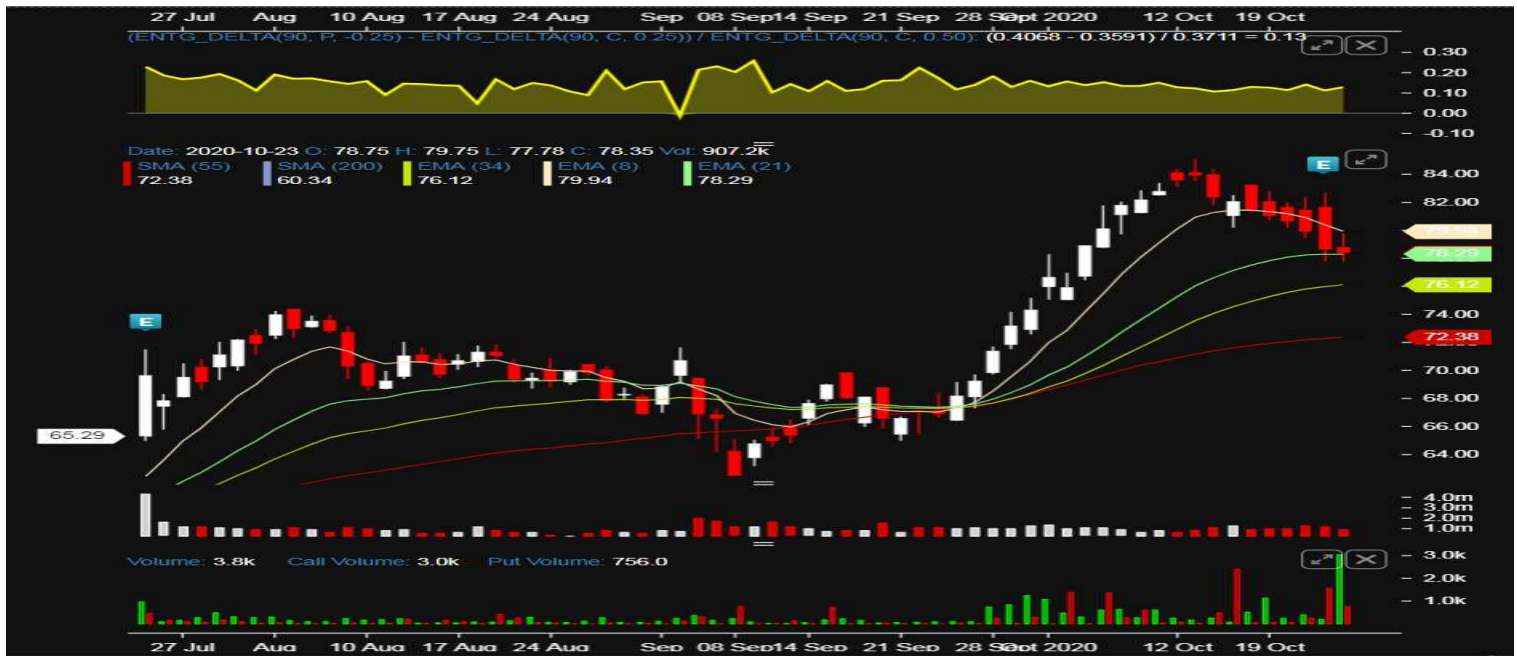 27 Jul Aug 10 Aug 17 Aug 24 Aug Sep 08 Sep 14 Sep 21 Sep 28 Sep Oct 2020 12 Oct 19 Oct
(ENTG_DELTA(90, P, -0.25) - ENTG_DELTA(90, C, 0.25)) / ENTG_DELTA(90, C, 0.50): (0.4068 - 0.3591) / 0.3711 = 0.13
0.30
0.20
0.10
0.00
-0.10
Date: 2020-10-23 O: 78.75 H: 79.75 L: 77.78 C: 78.35 Vol: 907.2k
SMA (55) SMA (200) EMA (34) EMA (8) EMA (21)
72.38 60.34 76.12 79.94 78.29
E
84.00
82.00
79.94
78.29
76.12
E
74.00
72.38
70.00
68.00
65.29
66.00
64.00
4.0m
3.0m
2.0m
1.0m
Volume: 3.8k Call Volume: 3.0k Put Volume: 756.0
3.0k
2.0k
1.0k
27 Jul Aug 10 Aug 17 Aug 24 Aug Sep 08 Sep 14 Sep 21 Sep 28 Sep Oct 2020 12 Oct 19 Oct